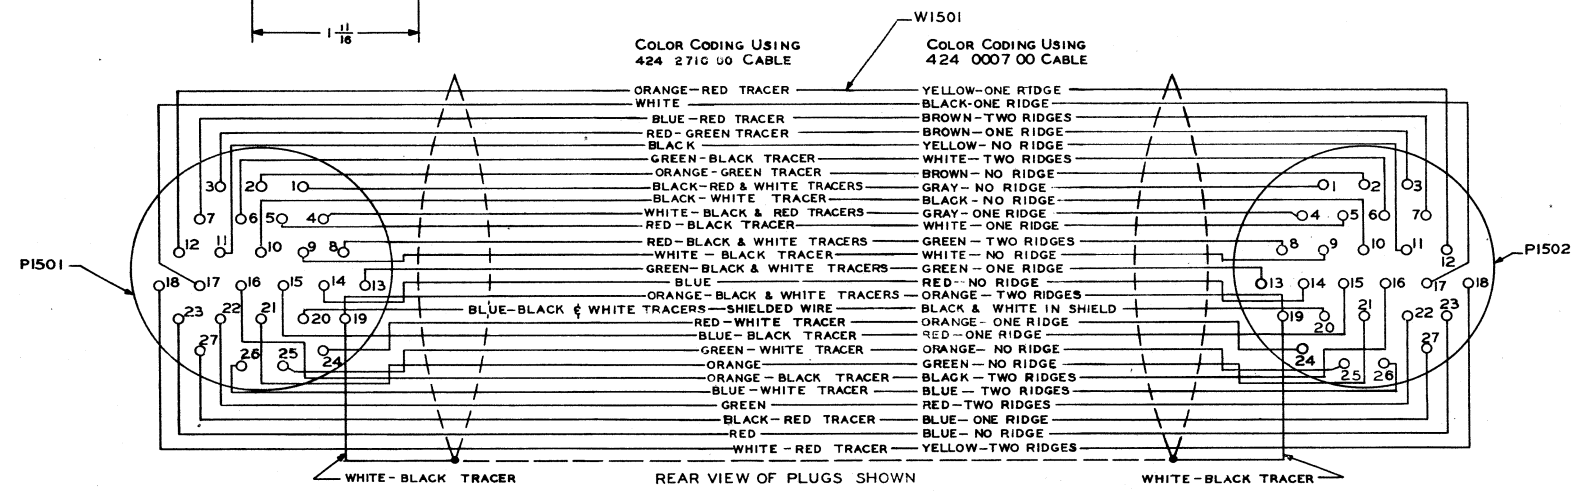 W1501
1 11/16
COLOR CODING USING
424 2710 00 CABLE
COLOR CODING USING
424 0007 00 CABLE
ORANGE-RED TRACER YELLOW-ONE RIDGE
WHITE BLACK-ONE RIDGE
BLUE-RED TRACER BROWN-TWO RIDGES
RED-GREEN TRACER BROWN-ONE RIDGE
BLACK YELLOW-NO RIDGE
GREEN-BLACK TRACER WHITE-TWO RIDGES
ORANGE-GREEN TRACER BROWN-NO RIDGE
BLACK-RED & WHITE TRACERS GRAY-NO RIDGE
BLACK-WHITE TRACER BLACK-NO RIDGE
WHITE-BLACK & RED TRACERS GRAY-ONE RIDGE
RED-BLACK TRACER WHITE-ONE RIDGE
RED-BLACK & WHITE TRACERS GREEN-TWO RIDGES
WHITE-BLACK TRACER WHITE-NO RIDGE
GREEN-BLACK & WHITE TRACERS GREEN-ONE RIDGE
BLUE RED-NO RIDGE
ORANGE-BLACK & WHITE TRACERS ORANGE-TWO RIDGES
BLUE-BLACK & WHITE TRACERS-SHIELDED WIRE BLACK & WHITE IN SHIELD
RED-WHITE TRACER ORANGE-ONE RIDGE
BLUE-BLACK TRACER RED-ONE RIDGE
GREEN-WHITE TRACER ORANGE-NO RIDGE
ORANGE GREEN-NO RIDGE
ORANGE-BLACK TRACER BLACK-TWO RIDGES
BLUE-WHITE TRACER BLUE-TWO RIDGES
GREEN RED-TWO RIDGES
BLACK-RED TRACER BLUE-ONE RIDGE
RED BLUE-NO RIDGE
WHITE-RED TRACER YELLOW-TWO RIDGES
P1501
3 2 1
7 6 5 4
12 11 10 9 8
18 17 16 15 14 13
23 22 21 20 19
27 26 25 24
P1502
1 2 3
4 5 6 7
8 9 10 11 12
13 14 15 16 17 18
19 20 21 22 23
24 25 26 27
WHITE-BLACK TRACER
REAR VIEW OF PLUGS SHOWN
WHITE-BLACK TRACER